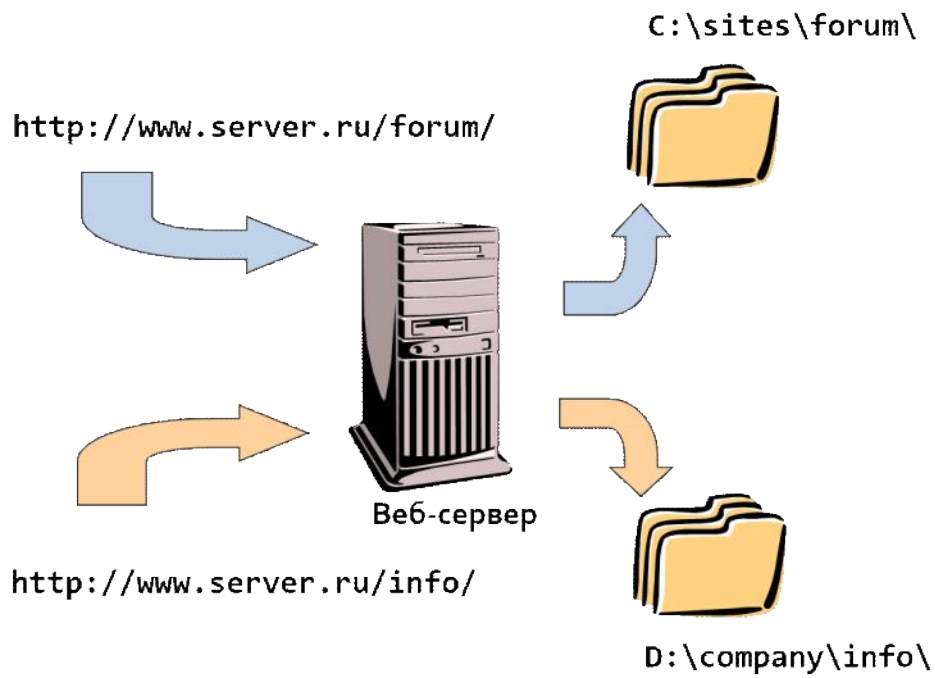 C:\sites\forum\
http://www.server.ru/forum/
Веб-сервер
http://www.server.ru/info/
D:\company\info\